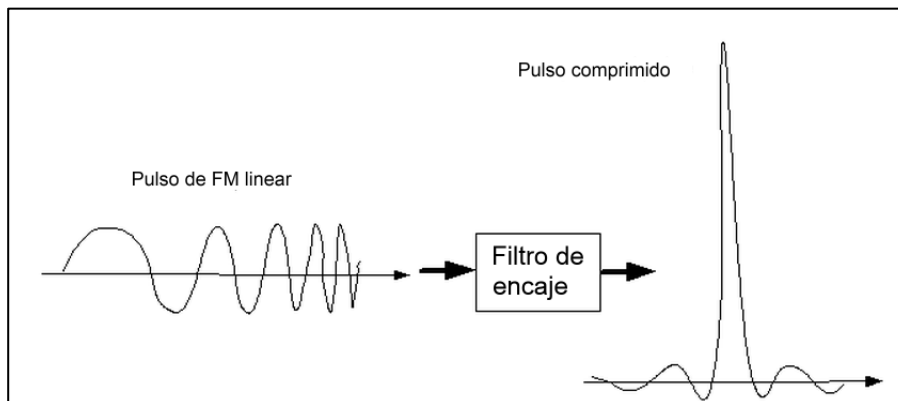 Pulso comprimido
Pulso de FM linear
Filtro de
encaje